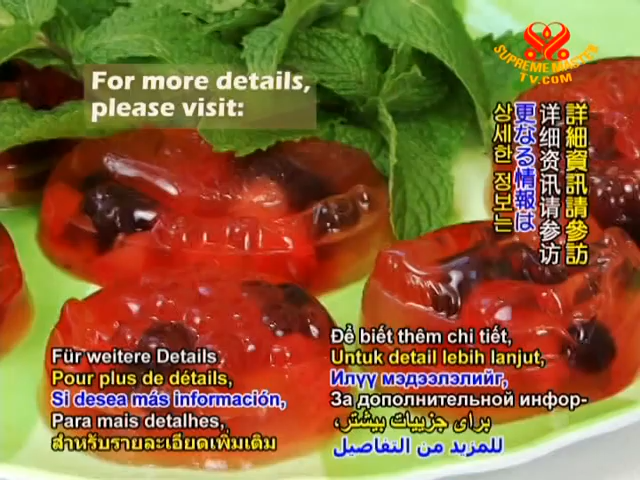 SUPREME MASTER
TV.COM
For more details,
please visit:
詳細資訊請參訪
详细资讯请参访
更なる情報は
상세한 정보는
Für weitere Details,
Pour plus de détails,
Si desea más información,
Para mais detalhes,
สำหรับรายละเอียดเพิ่มเติม
Để biết thêm chi tiết,
Untuk detail lebih lanjut,
Илүү мэдээлэлийг,
За дополнительной инфор-
برای جزییات بیشتر،
للمزيد من التفاصيل